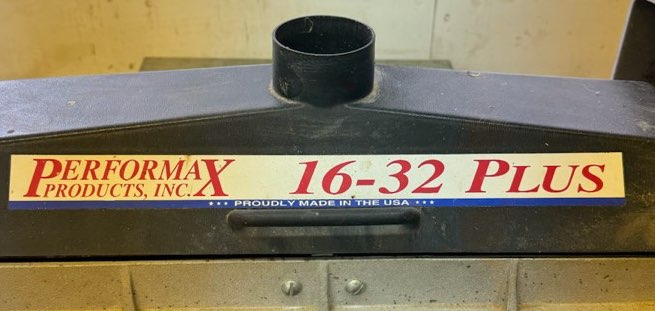 PERFORMAX
PRODUCTS, INC.
16-32 PLUS
*** PROUDLY MADE IN THE USA ***